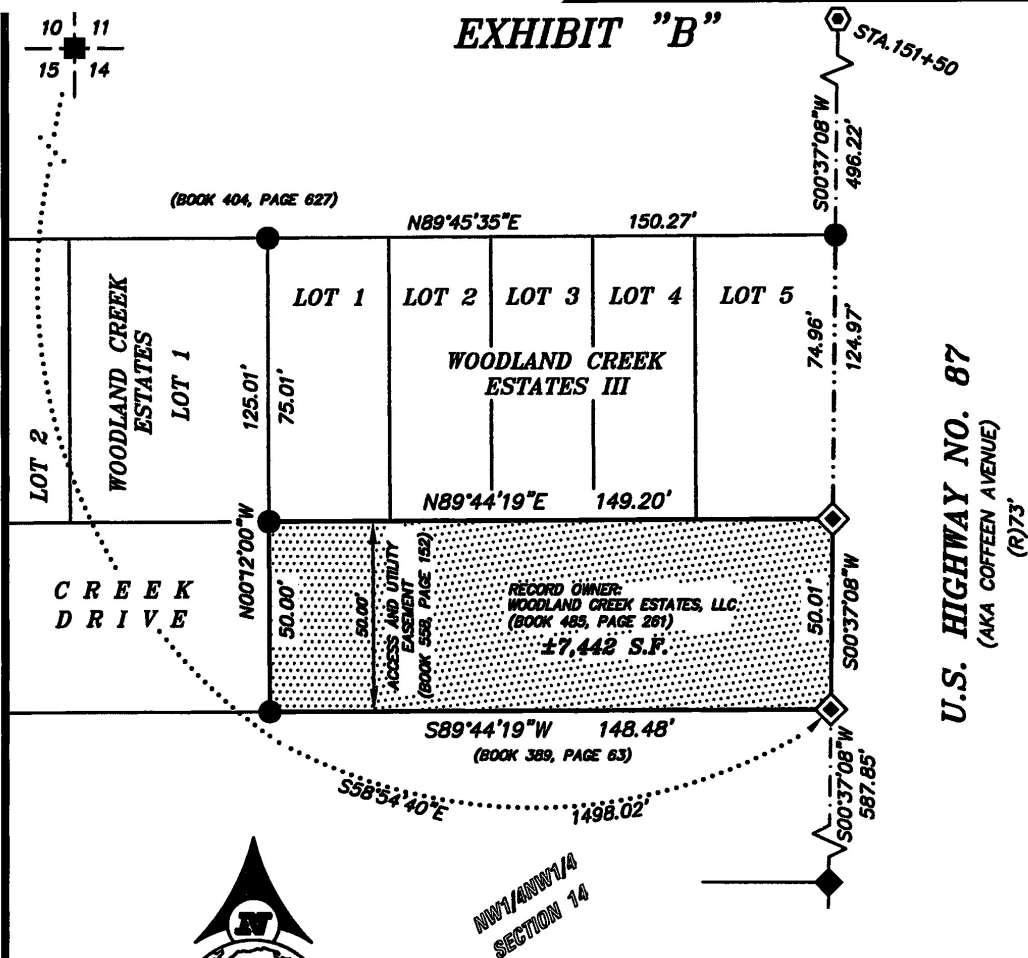 EXHIBIT "B"
10 11
15 14
STA.151+50
S00°37'08"W
496.22'
(BOOK 404, PAGE 627)
N89°45'35"E 150.27'
LOT 1 LOT 2 LOT 3 LOT 4 LOT 5
WOODLAND CREEK
ESTATES III
LOT 2
WOODLAND CREEK
ESTATES
LOT 1
125.01'
75.01'
74.96'
124.97'
U.S. HIGHWAY NO. 87
(AKA COFFEEN AVENUE)
(R)73'
N89°44'19"E 149.20'
CREEK
DRIVE
N00°12'00"W
50.00'
50.00'
ACCESS AND UTILITY
EASEMENT
(BOOK 558, PAGE 152)
RECORD OWNER:
WOODLAND CREEK ESTATES, LLC.
(BOOK 485, PAGE 261)
±7,442 S.F.
50.01'
S00°37'08"W
S89°44'19"W 148.48'
(BOOK 389, PAGE 63)
S58°54'40"E 1498.02'
S00°37'08"W
587.85'
NW1/4NW1/4
SECTION 14
N